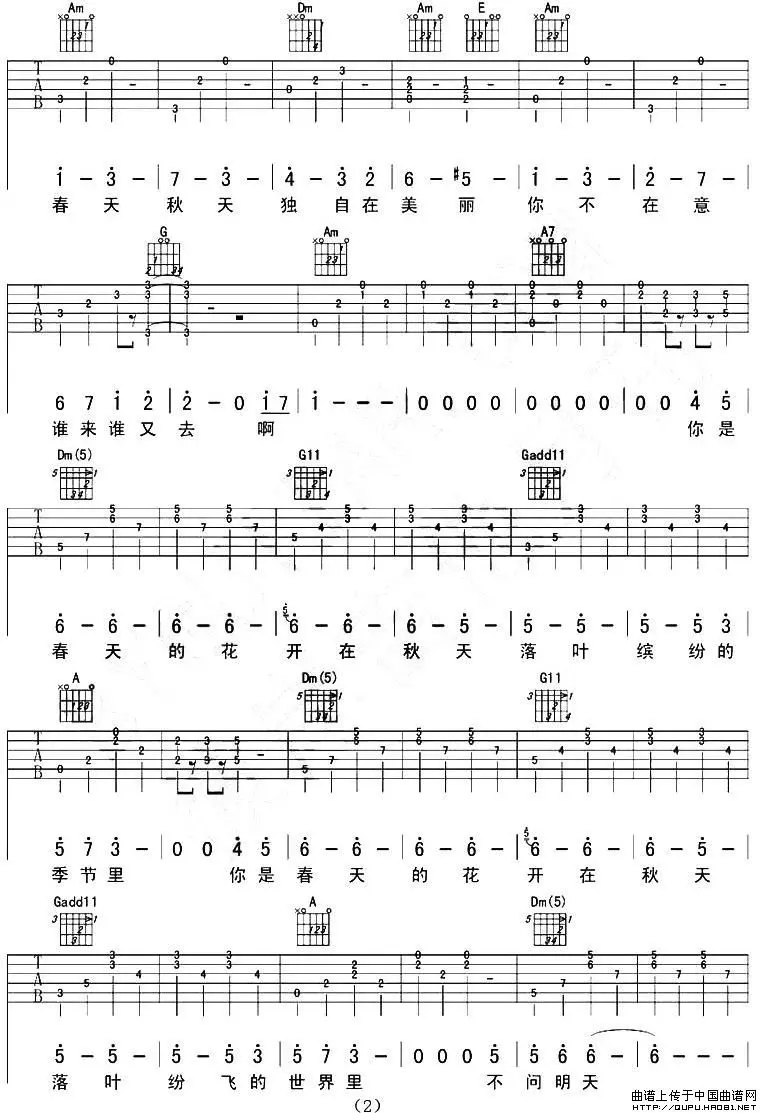 Am Dm Am E Am
1 - 3 - | 7 - 3 - | 4 - 3 2 | 6 - #5 - | 1 - 3 - | 2 - 7 -
春 天 秋 天 独 自 在 美 丽 你 不 在 意
G Am A7
6 7 1 2 | 2 - 0 17 | 1 - - - | 0 0 0 0 | 0 0 0 0 | 0 0 4 5
谁 来 谁 又 去 啊 你 是
Dm(5) G11 Gadd11
6 - 6 - | 6 - 6 - | 6 - 6 - | 6 - 5 - | 5 - 5 - | 5 - 5 3
春 天 的 花 开 在 秋 天 落 叶 缤 纷 的
A Dm(5) G11
5 7 3 - | 0 0 4 5 | 6 - 6 - | 6 - 6 - | 6 - 6 - | 6 - 5 -
季 节 里 你 是 春 天 的 花 开 在 秋 天
Gadd11 A Dm(5)
5 - 5 - | 5 - 5 3 | 5 7 3 - | 0 0 0 5 | 5 6 6 - | 6 - - -
落 叶 纷 飞 的 世 界 里 不 问 明 天
(2)
曲谱上传于中国曲谱网
HTTP://QUPU.HAO81.NET